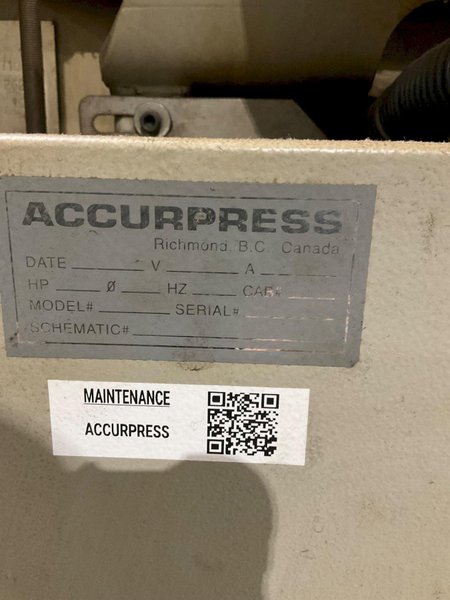 ACCURPRESS
Richmond B.C. Canada
DATE V A
HP Ø HZ CAB#
MODEL# SERIAL#
SCHEMATIC#
MAINTENANCE
ACCURPRESS